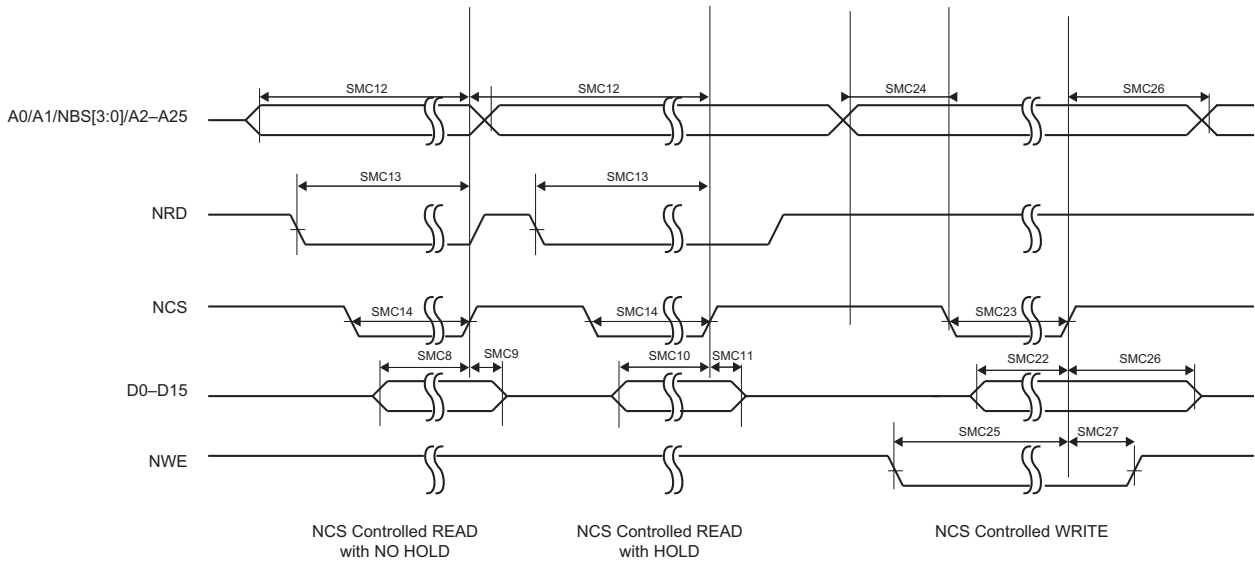 SMC12
SMC12
SMC24
SMC26
A0/A1/NBS[3:0]/A2–A25
SMC13
SMC13
NRD
NCS
SMC14
SMC14
SMC23
SMC8
SMC9
SMC10
SMC11
SMC22
SMC26
D0–D15
SMC25
SMC27
NWE
NCS Controlled READ
with NO HOLD
NCS Controlled READ
with HOLD
NCS Controlled WRITE